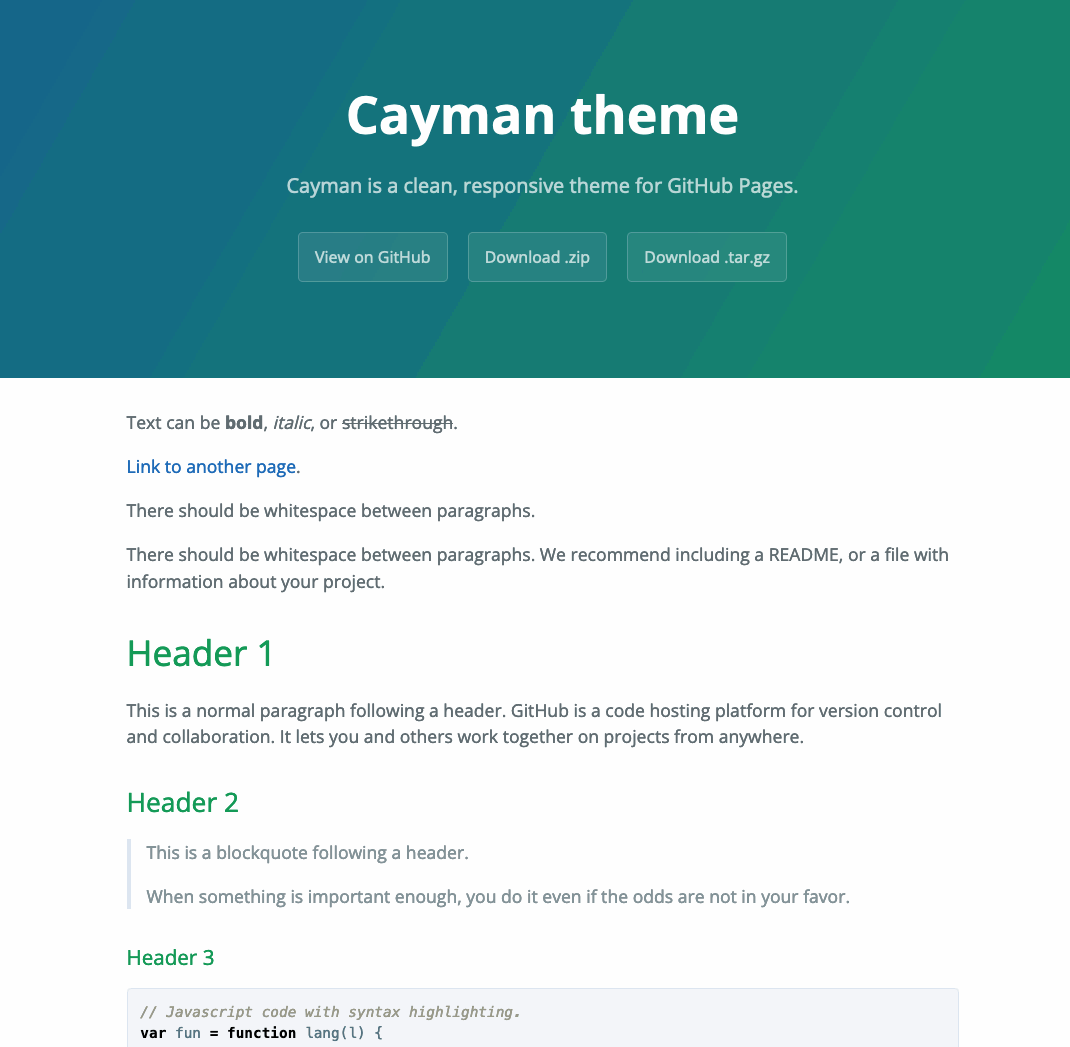 Cayman theme
Cayman is a clean, responsive theme for GitHub Pages.
View on GitHub Download .zip Download .tar.gz
Text can be bold, italic, or strikethrough.
Link to another page.
There should be whitespace between paragraphs.
There should be whitespace between paragraphs. We recommend including a README, or a file with
information about your project.
Header 1
This is a normal paragraph following a header. GitHub is a code hosting platform for version control
and collaboration. It lets you and others work together on projects from anywhere.
Header 2
This is a blockquote following a header.
When something is important enough, you do it even if the odds are not in your favor.
Header 3
// Javascript code with syntax highlighting.
var fun = function lang(l) {